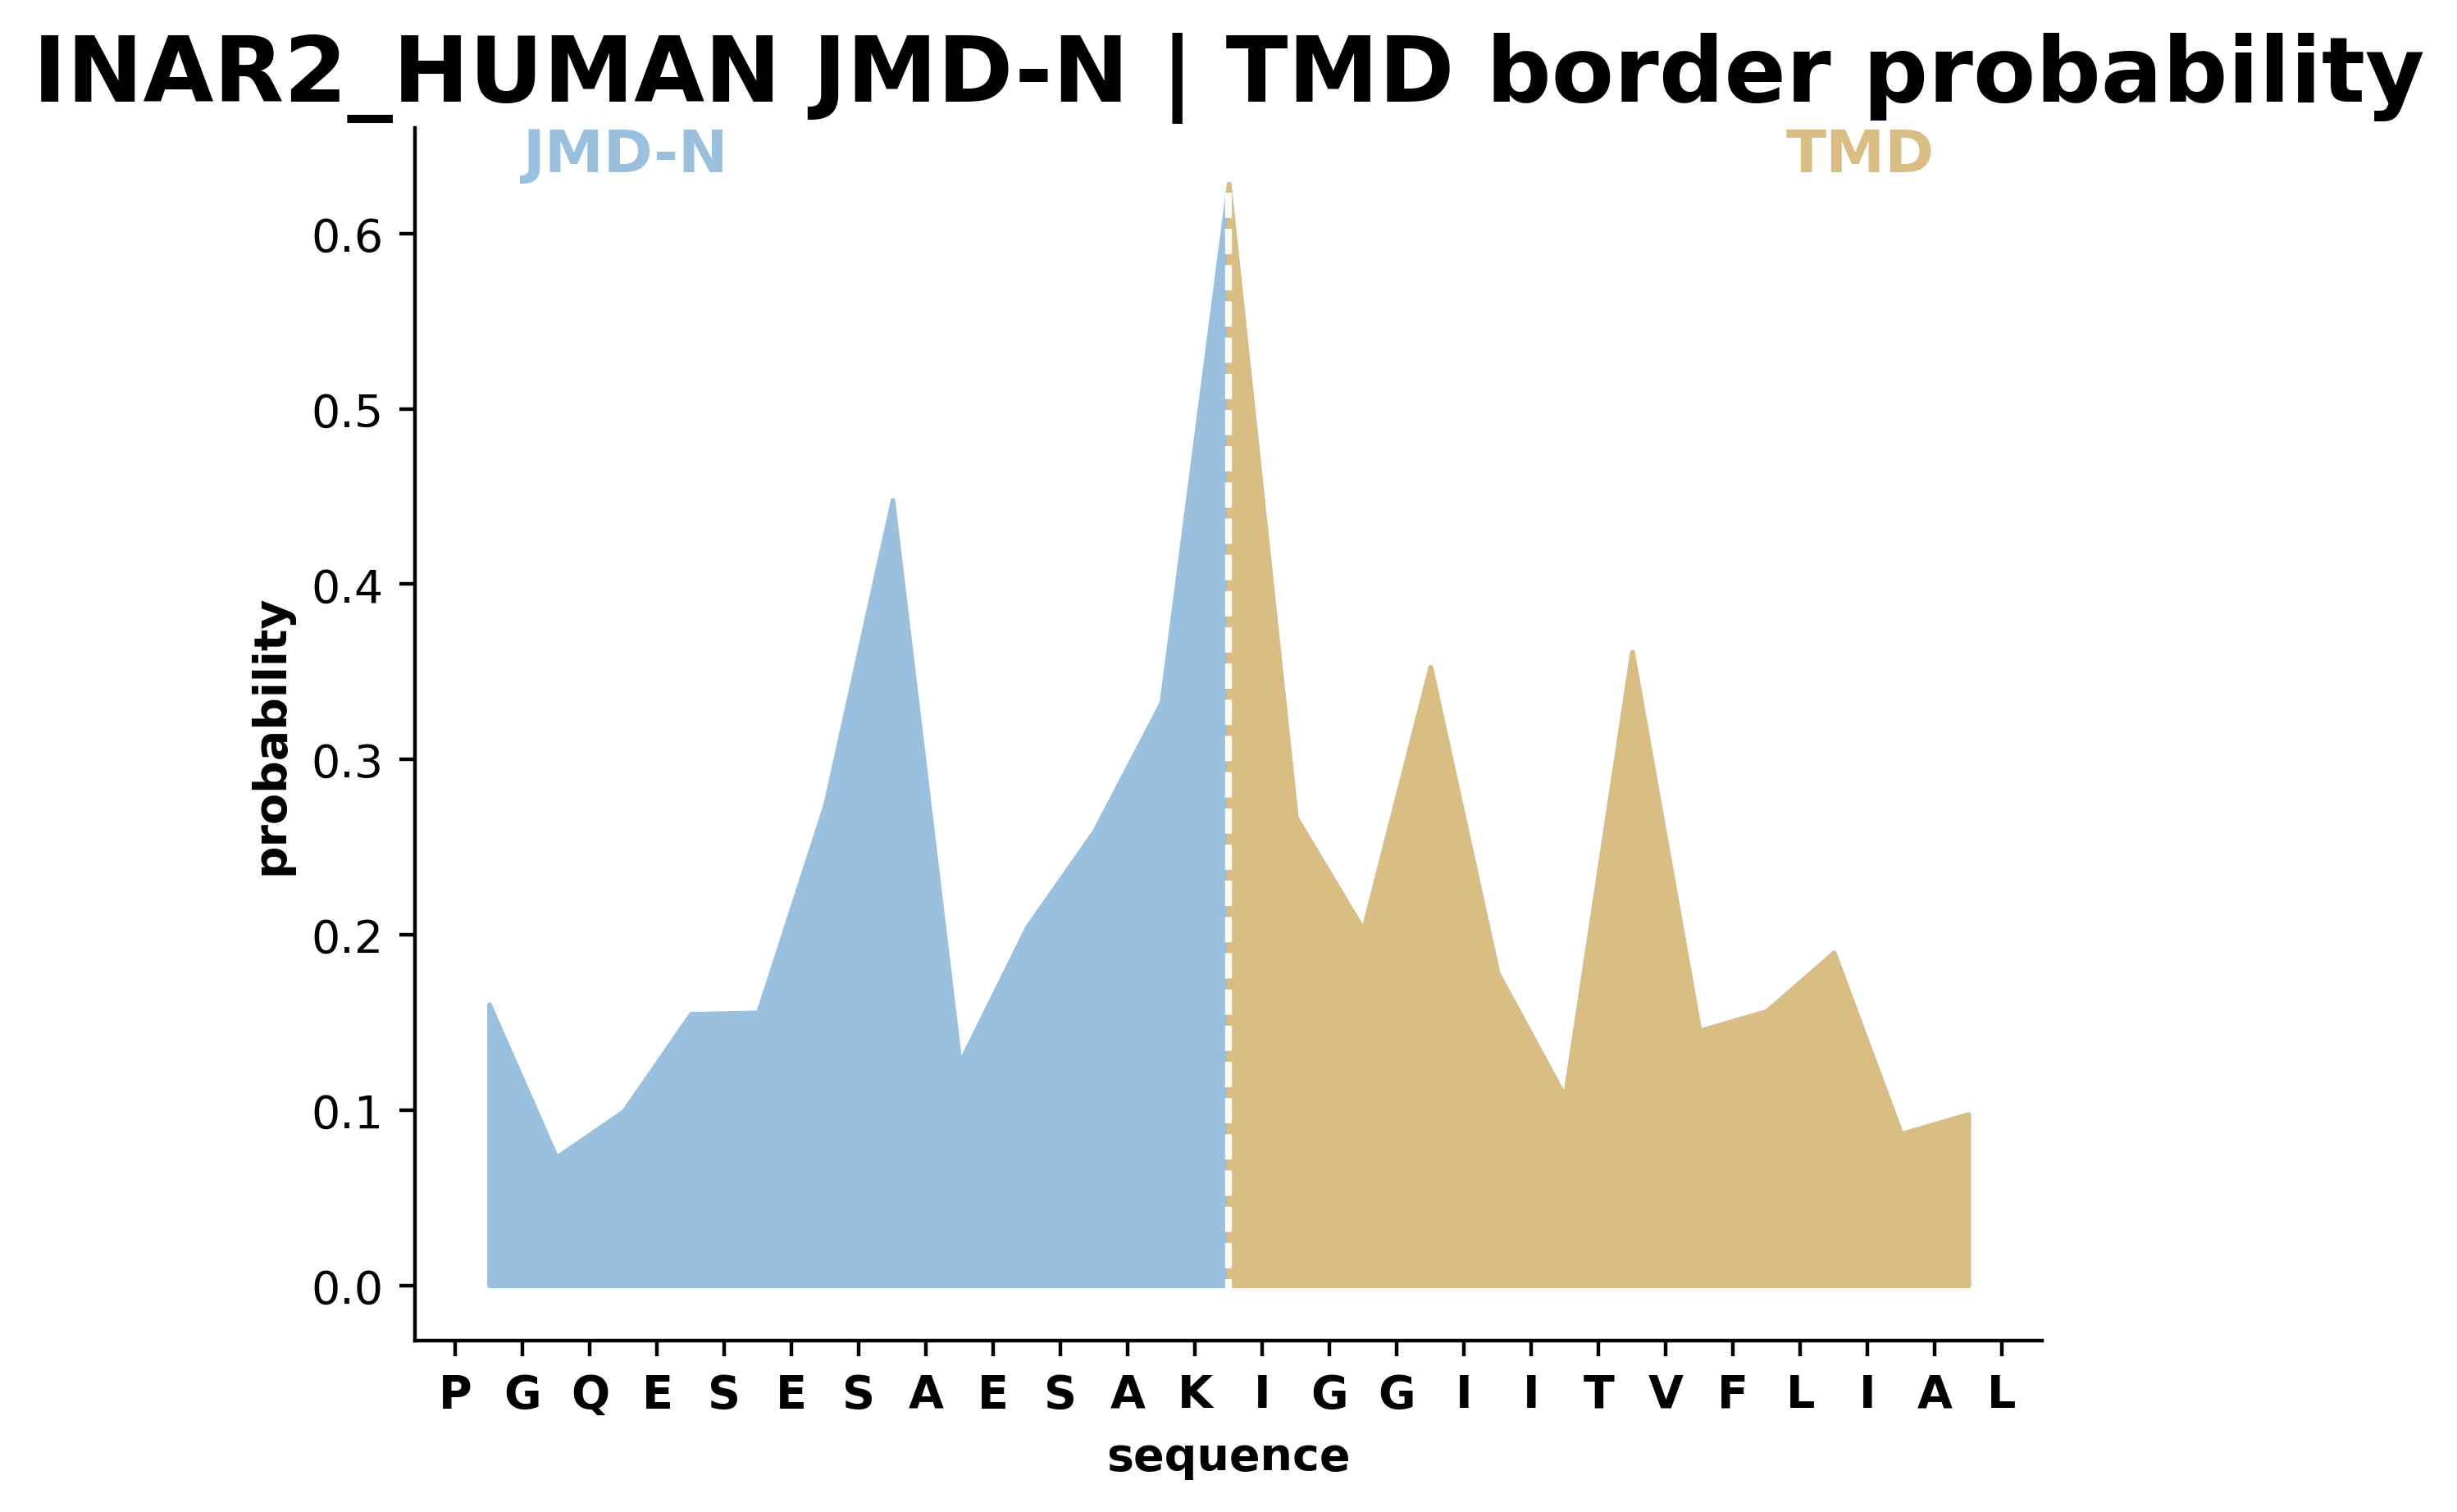 INAR2_HUMAN JMD-N | TMD border probability
JMD-N TMD
0.6
0.5
0.4
0.3
0.2
0.1
0.0
probability
P G Q E S E S A E S A K I G G I I T V F L I A L
sequence